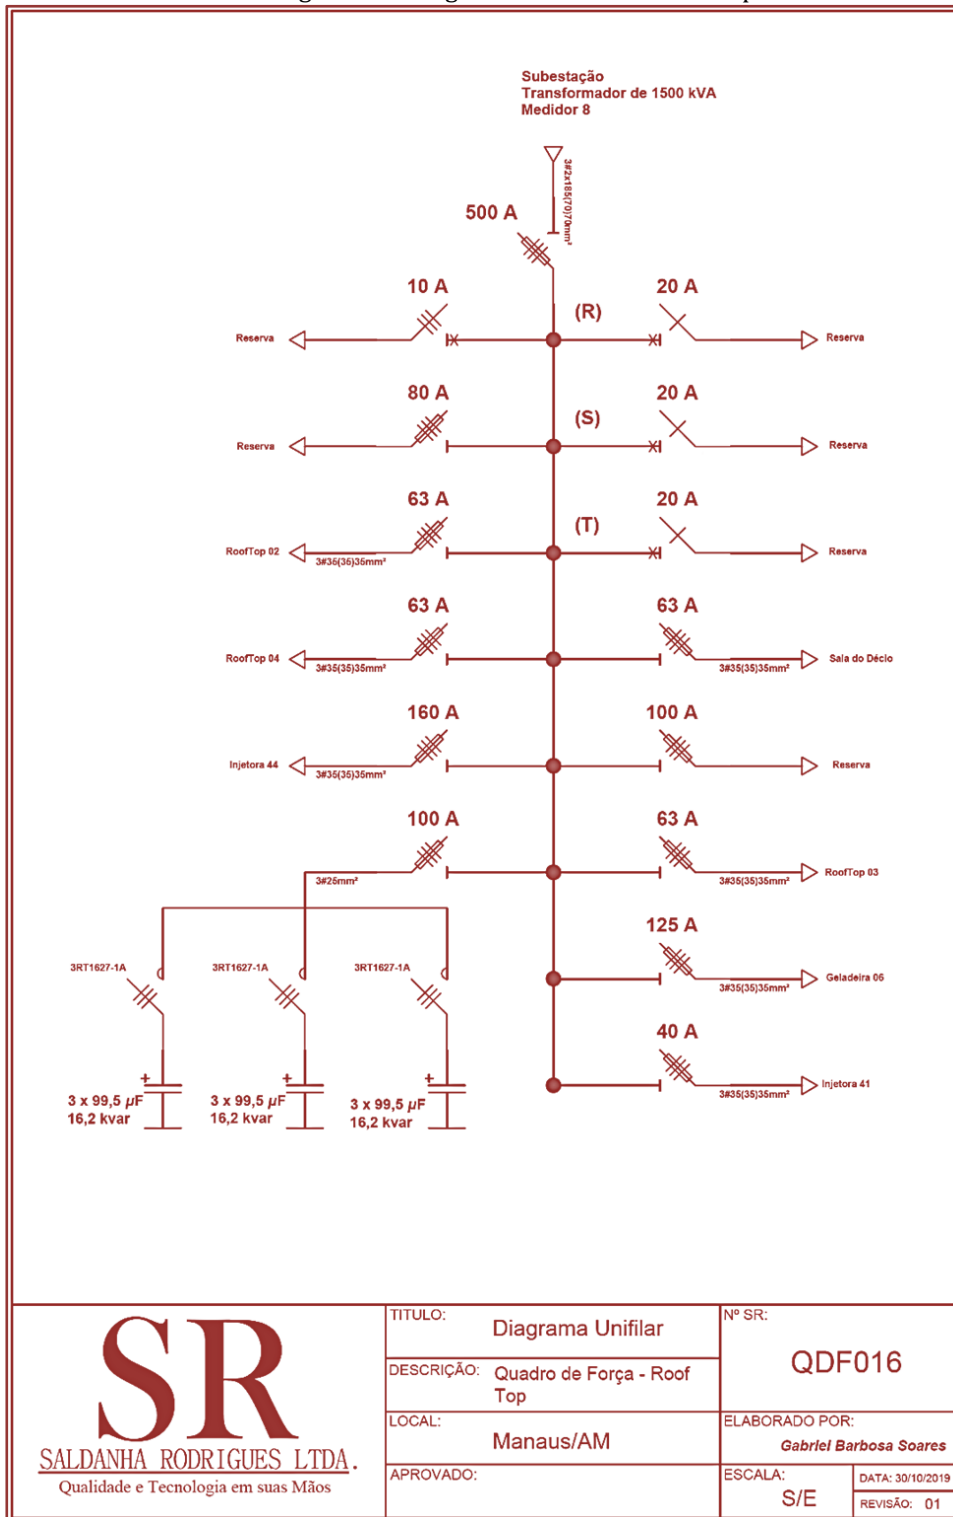 Subestação
Transformador de 1500 kVA
Medidor 8
3#2x185(70)70mm²
500 A
10 A
20 A
(R)
Reserva
Reserva
80 A
20 A
(S)
Reserva
Reserva
63 A
20 A
(T)
RoofTop 02
3#35(35)35mm²
Reserva
63 A
63 A
RoofTop 04
3#35(35)35mm²
3#35(35)35mm²
Sala do Décio
160 A
100 A
Injetora 44
3#35(35)35mm²
Reserva
100 A
63 A
3#25mm²
3#35(35)35mm²
RoofTop 03
125 A
3RT1627-1A
3RT1627-1A
3RT1627-1A
3#35(35)35mm²
Geladeira 06
40 A
3#35(35)35mm²
Injetora 41
3 x 99,5 µF
16,2 kvar
3 x 99,5 µF
16,2 kvar
3 x 99,5 µF
16,2 kvar
SR
SALDANHA RODRIGUES LTDA.
Qualidade e Tecnologia em suas Mãos
TITULO:
Diagrama Unifilar
DESCRIÇÃO: Quadro de Força - Roof
Top
LOCAL:
Manaus/AM
APROVADO:
Nº SR:
QDF016
ELABORADO POR:
Gabriel Barbosa Soares
ESCALA:
S/E
DATA: 30/10/2019
REVISÃO: 01